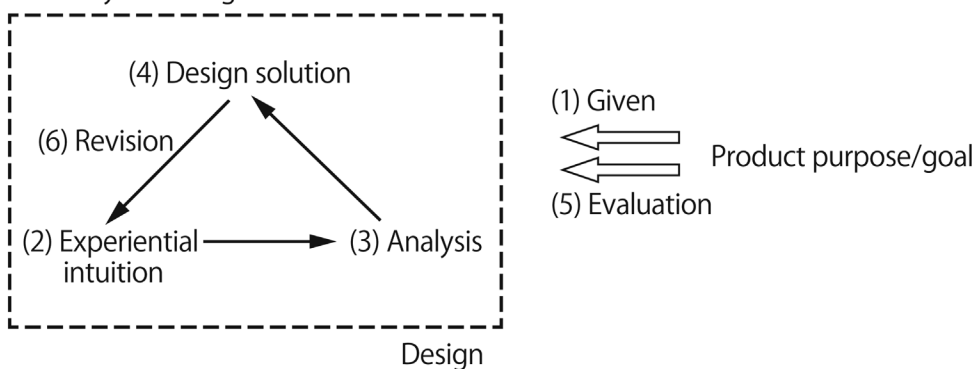 (4) Design solution
(1) Given
(6) Revision
Product purpose/goal
(5) Evaluation
(2) Experiential
intuition
(3) Analysis
Design